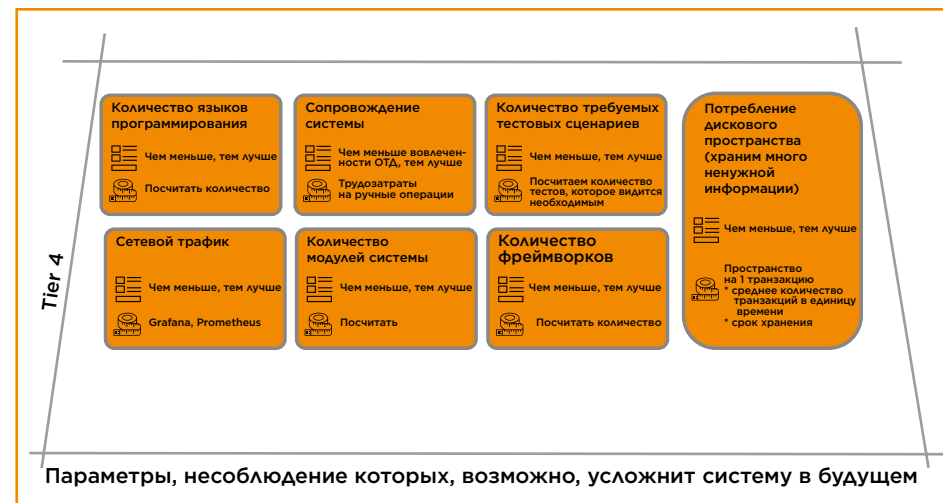 Tier 4
Количество языков
программирования
Чем меньше, тем лучше
Посчитать количество
Сопровождение
системы
Чем меньше вовлечен-
ности ОТД, тем лучше
Трудозатраты
на ручные операции
Количество требуемых
тестовых сценариев
Чем меньше, тем лучше
Посчитаем количество
тестов, которое видится
необходимым
Потребление
дискового
пространства
(храним много
ненужной
информации)
Чем меньше, тем лучше
Пространство
на 1 транзакцию
* среднее количество
транзакций в единицу
времени
* срок хранения
Сетевой трафик
Чем меньше, тем лучше
Grafana, Prometheus
Количество
модулей системы
Чем меньше, тем лучше
Посчитать
Количество
фреймворков
Чем меньше, тем лучше
Посчитать количество
Параметры, несоблюдение которых, возможно, усложнит систему в будущем